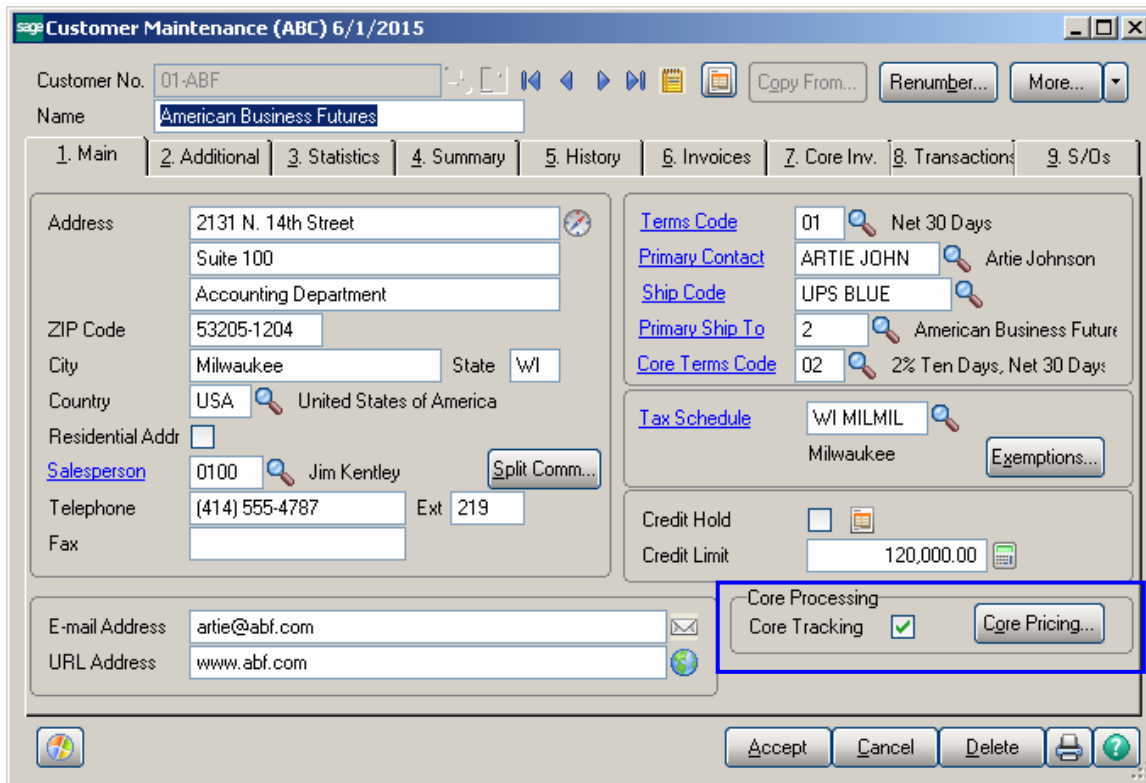 sage Customer Maintenance (ABC) 6/1/2015
Customer No. 01-ABF Copy From... Renumber... More...
Name American Business Futures
1. Main 2. Additional 3. Statistics 4. Summary 5. History 6. Invoices 7. Core Inv. 8. Transactions 9. S/Os
Address 2131 N. 14th Street
Suite 100
Accounting Department
ZIP Code 53205-1204
City Milwaukee State WI
Country USA United States of America
Residential Addr
Salesperson 0100 Jim Kentley Split Comm...
Telephone (414) 555-4787 Ext 219
Fax
Terms Code 01 Net 30 Days
Primary Contact ARTIE JOHN Artie Johnson
Ship Code UPS BLUE
Primary Ship To 2 American Business Future
Core Terms Code 02 2% Ten Days, Net 30 Days
Tax Schedule WI MILMIL
Milwaukee Exemptions...
Credit Hold
Credit Limit 120,000.00
E-mail Address artie@abf.com
URL Address www.abf.com
Core Processing
Core Tracking Core Pricing...
Accept Cancel Delete